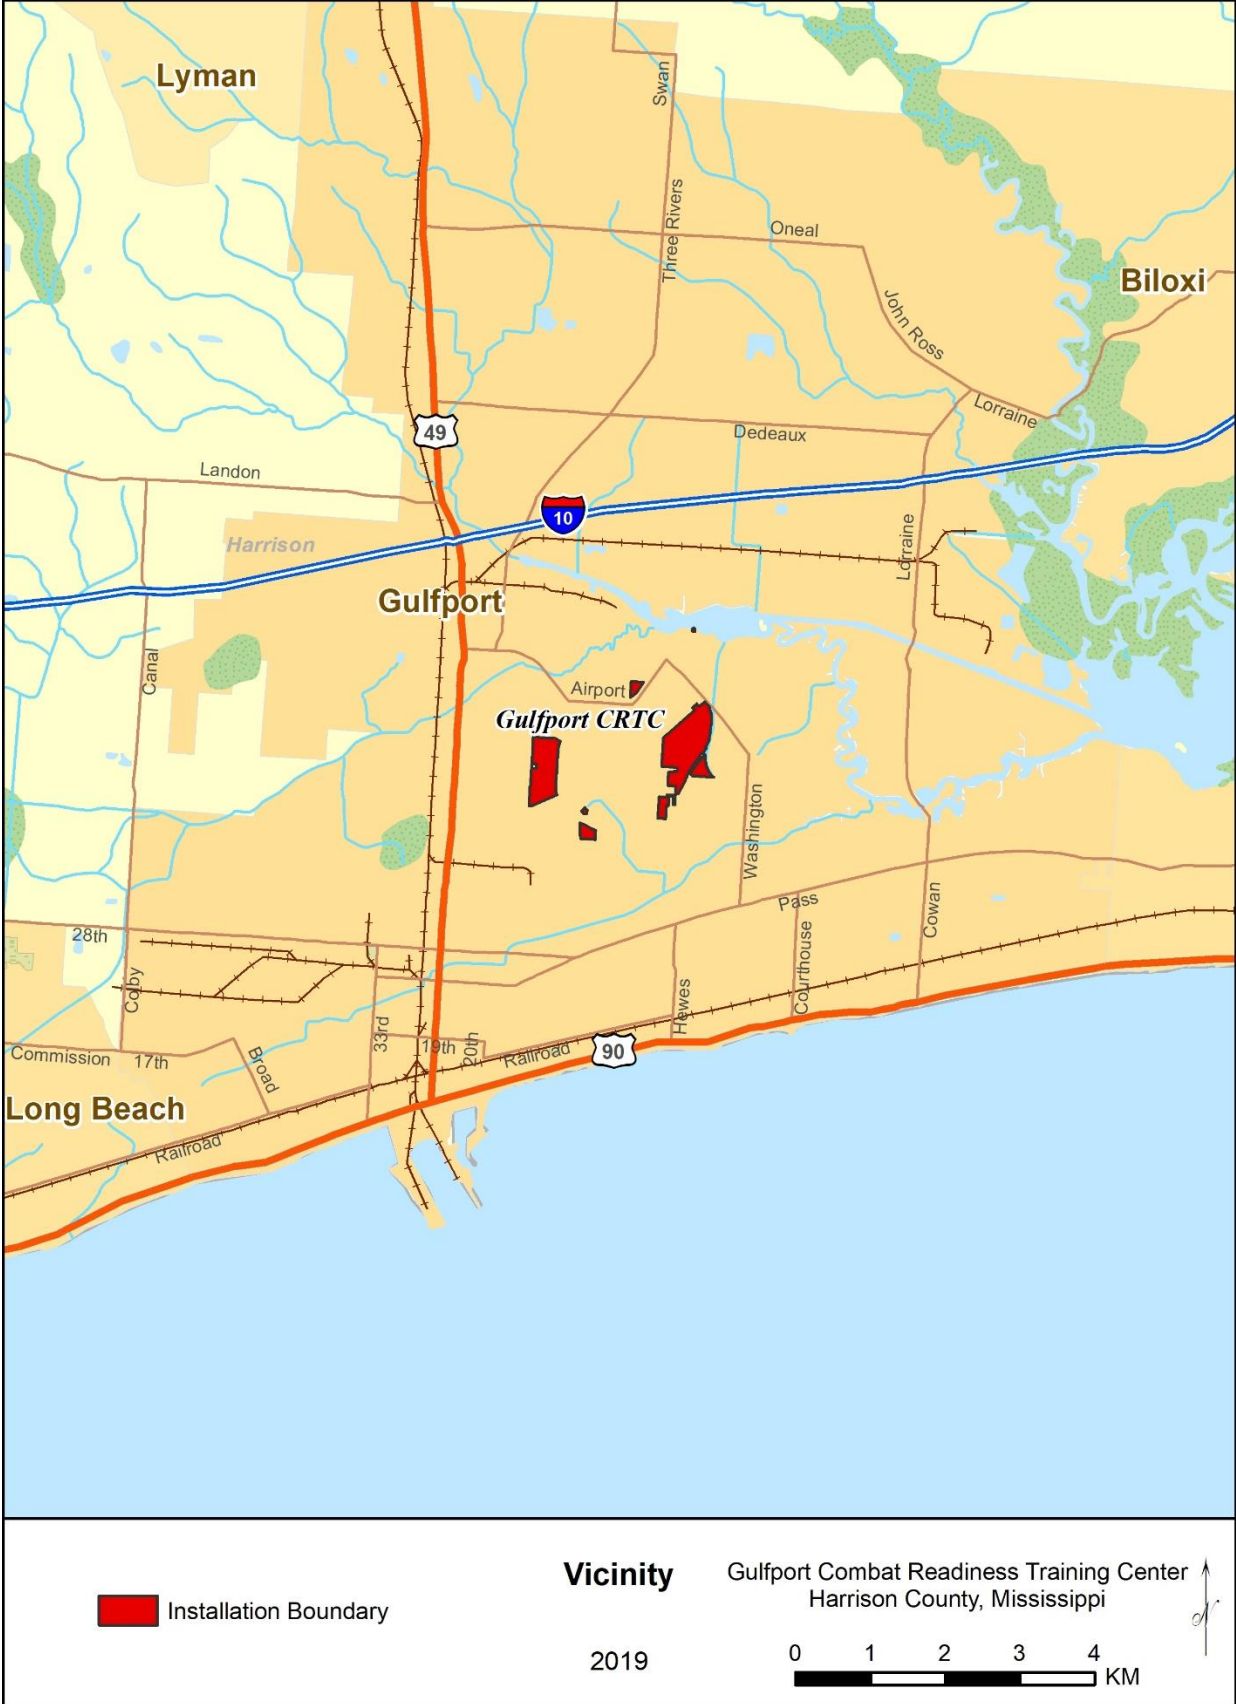 Lyman
Swan
Three Rivers
Oneal
Biloxi
John Ross
Lorraine
49
Dedeaux
Landon
10
Harrison
Lorraine
Gulfport
Canal
Airport
Gulfport CRTC
Washington
Pass
Cowan
28th
Courthouse
Colby
Hewes
33rd
19th
20th
Railroad
90
Commission
17th
Broad
Long Beach
Railroad
Vicinity
Gulfport Combat Readiness Training Center
Harrison County, Mississippi
N
Installation Boundary
2019
0 1 2 3 4
KM